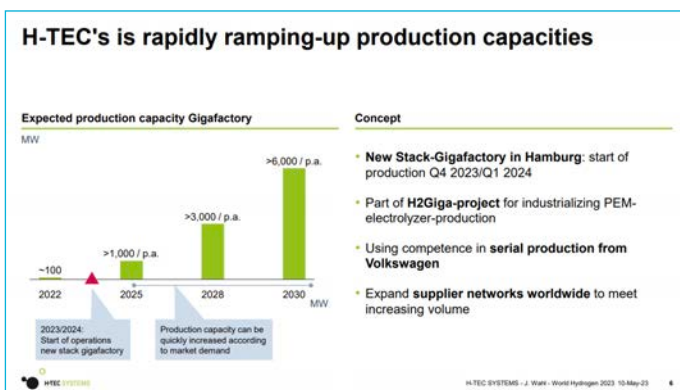 H-TEC's is rapidly ramping-up production capacities
Expected production capacity Gigafactory
MW
>6,000 / p.a.
>3,000 / p.a.
>1,000 / p.a.
~100
2022
2025
2028
2030
MW
2023/2024:
Start of operations
new stack gigafactory
Production capacity can be
quickly increased according
to market demand
Concept
• New Stack-Gigafactory in Hamburg: start of
production Q4 2023/Q1 2024
• Part of H2Giga-project for industrializing PEM-
electrolyzer-production
• Using competence in serial production from
Volkswagen
• Expand supplier networks worldwide to meet
increasing volume
H-TEC SYSTEMS
H-TEC SYSTEMS - J. Wahl - World Hydrogen 2023 10-May-23 6